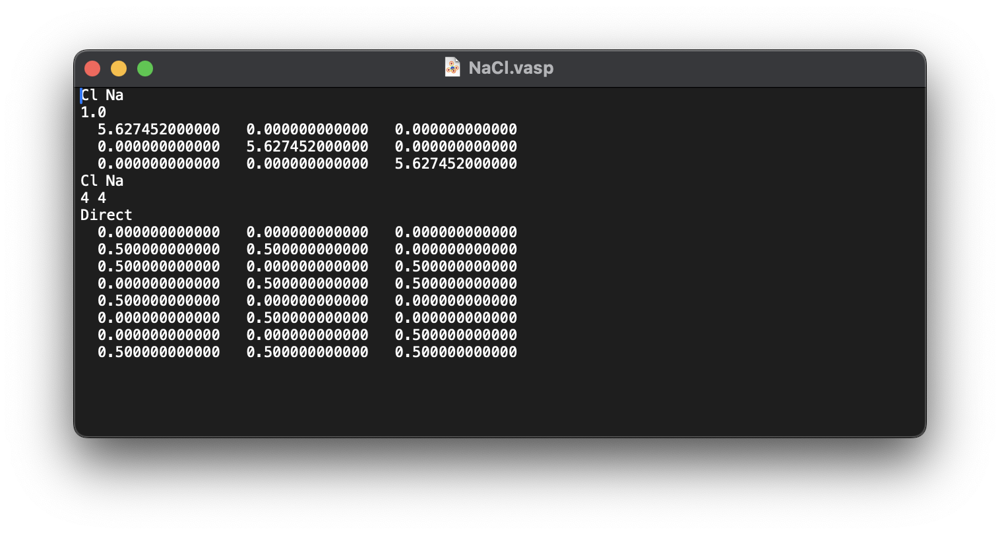 NaCl.vasp
Cl Na
1.0
  5.627452000000   0.000000000000   0.000000000000
  0.000000000000   5.627452000000   0.000000000000
  0.000000000000   0.000000000000   5.627452000000
Cl Na
4 4
Direct
  0.000000000000   0.000000000000   0.000000000000
  0.500000000000   0.500000000000   0.000000000000
  0.500000000000   0.000000000000   0.500000000000
  0.000000000000   0.500000000000   0.500000000000
  0.500000000000   0.000000000000   0.000000000000
  0.000000000000   0.500000000000   0.000000000000
  0.000000000000   0.000000000000   0.500000000000
  0.500000000000   0.500000000000   0.500000000000